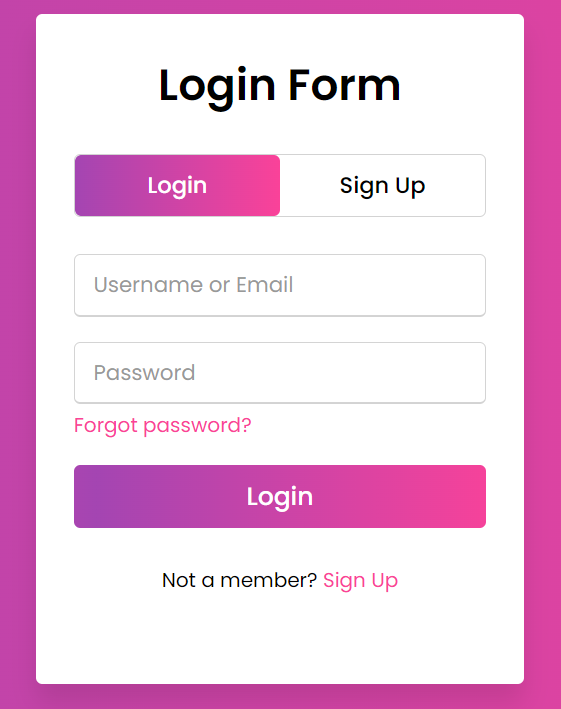 Login Form
Login Sign Up
Username or Email
Password
Forgot password?
Login
Not a member? Sign Up